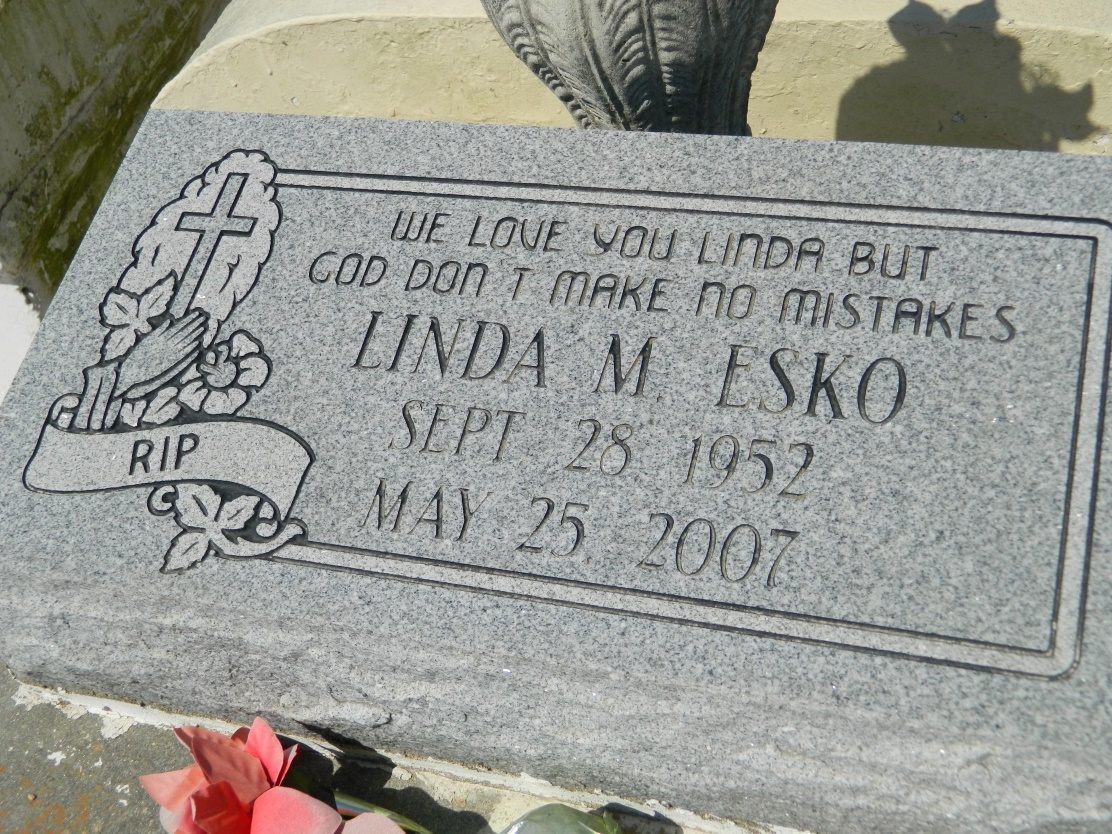 WE LOVE YOU LINDA BUT
GOD DON T MAKE NO MISTAKES
LINDA M. ESKO
SEPT 28 1952
MAY 25, 2007
RIP